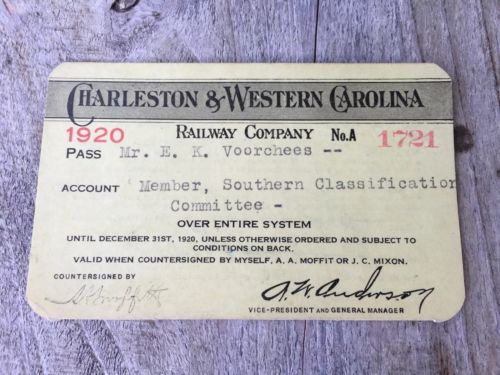 CHARLESTON & WESTERN CAROLINA
1920 RAILWAY COMPANY No. A 1721
PASS Mr. E. K. Voorchees --
ACCOUNT Member, Southern Classification
Committee -
OVER ENTIRE SYSTEM
UNTIL DECEMBER 31ST, 1920, UNLESS OTHERWISE ORDERED AND SUBJECT TO
CONDITIONS ON BACK.
VALID WHEN COUNTERSIGNED BY MYSELF, A. A. MOFFIT OR J. C. MIXON.
COUNTERSIGNED BY
A. W. Anderson
VICE-PRESIDENT AND GENERAL MANAGER